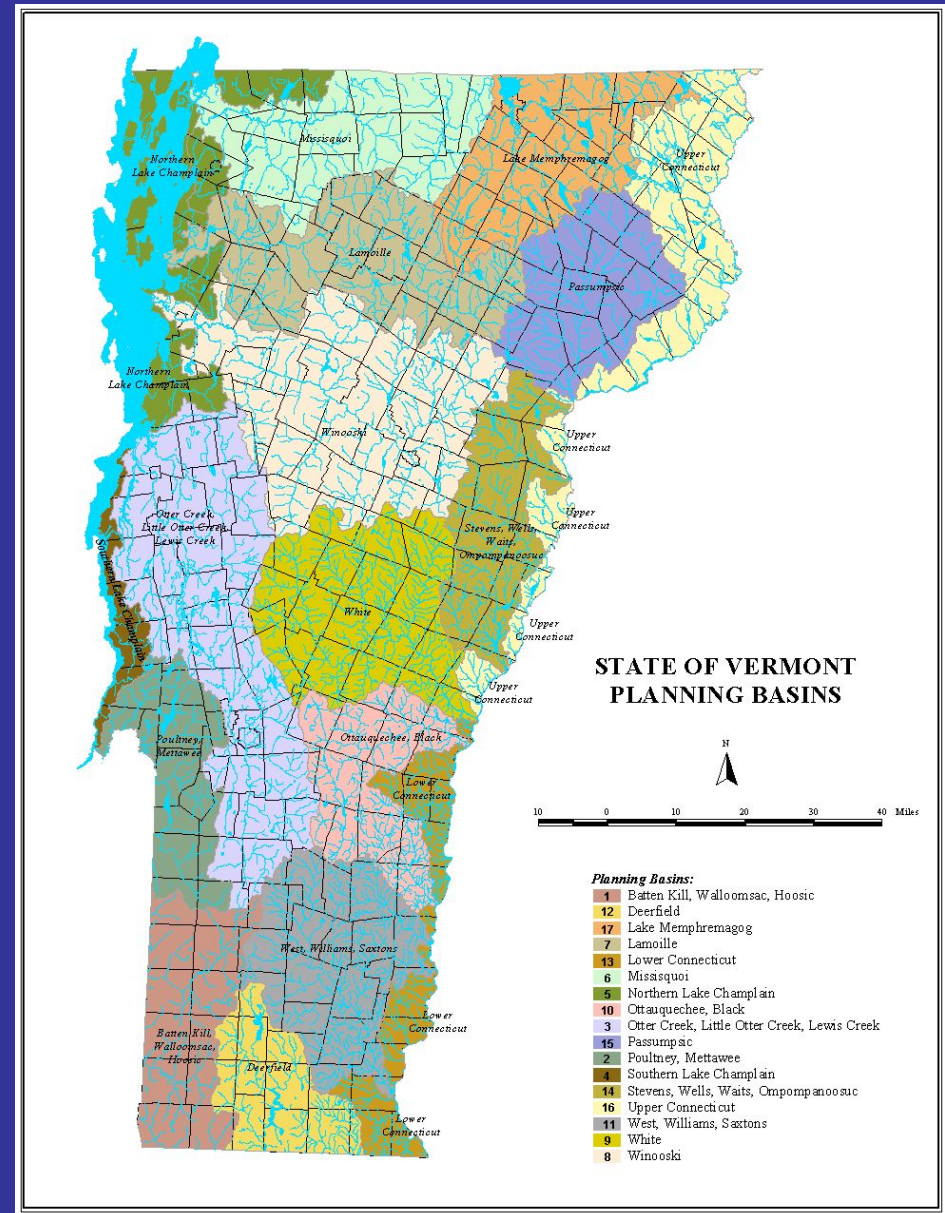 Missisquoi
Northern
Lake Champlain
Lake Memphremagog
Upper
Connecticut
Lamoille
Passumpsic
Northern
Lake Champlain
Winooski
Upper
Connecticut
Otter Creek,
Little Otter Creek,
Lewis Creek
Upper
Connecticut
Stevens, Wells,
Waits,
Ompompanoosuc
Southern Lake Champlain
White
Upper
Connecticut
Upper
Connecticut
STATE OF VERMONT
PLANNING BASINS
Poultney,
Mettawee
Ottauquechee, Black
N
Lower
Connecticut
10 0 10 20 30 40 Miles
West, Williams, Saxtons
Lower
Connecticut
Batten Kill,
Walloomsac,
Hoosic
Deerfield
Lower
Connecticut
Planning Basins:
1 Batten Kill, Walloomsac, Hoosic
12 Deerfield
17 Lake Memphremagog
7 Lamoille
13 Lower Connecticut
6 Missisquoi
5 Northern Lake Champlain
10 Ottauquechee, Black
3 Otter Creek, Little Otter Creek, Lewis Creek
15 Passumpsic
2 Poultney, Mettawee
4 Southern Lake Champlain
14 Stevens, Wells, Waits, Ompompanoosuc
16 Upper Connecticut
11 West, Williams, Saxtons
9 White
8 Winooski